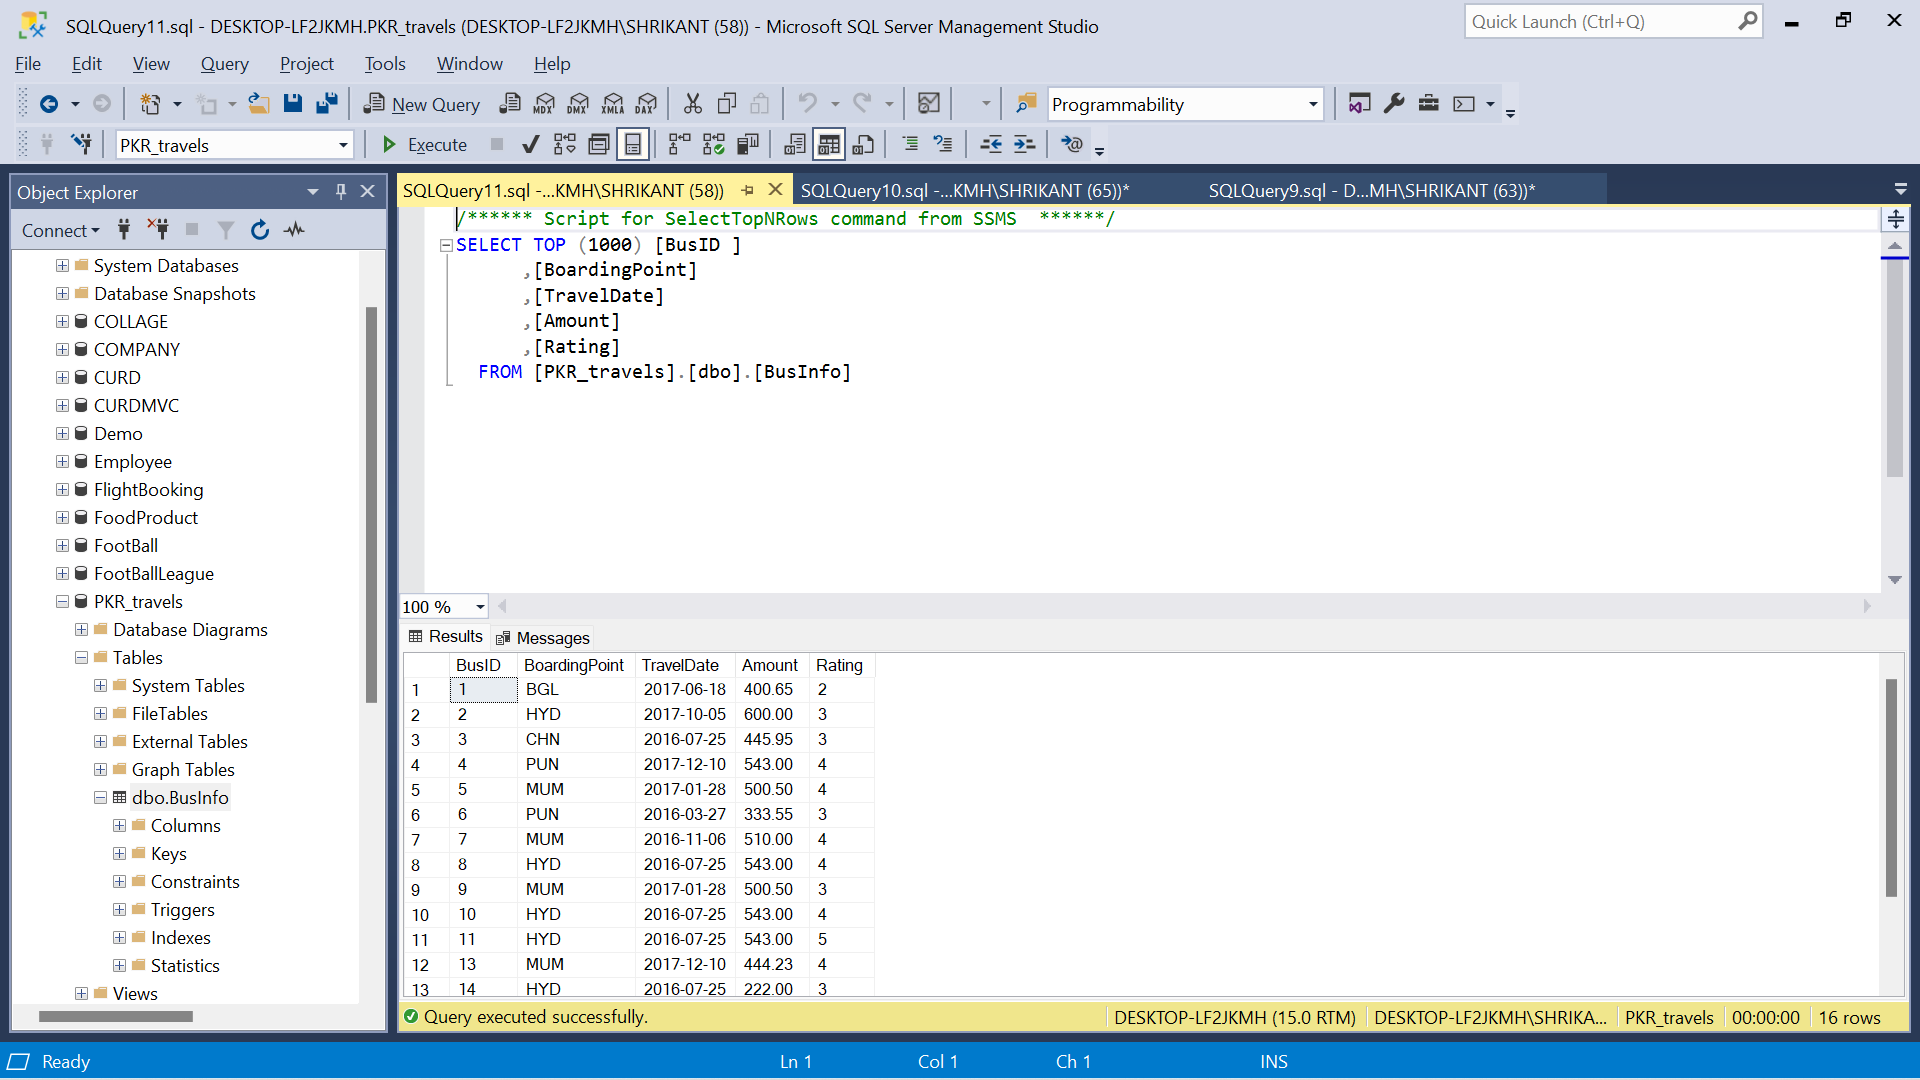 SQLQuery11.sql - DESKTOP-LF2JKMH.PKR_travels (DESKTOP-LF2JKMH\SHRIKANT (58)) - Microsoft SQL Server Management Studio
Quick Launch (Ctrl+Q)
File Edit View Query Project Tools Window Help
New Query MDX DMX XMLA DAX Programmability
PKR_travels Execute
Object Explorer
Connect
System Databases
Database Snapshots
COLLAGE
COMPANY
CURD
CURDMVC
Demo
Employee
FlightBooking
FoodProduct
FootBall
FootBallLeague
PKR_travels
Database Diagrams
Tables
System Tables
FileTables
External Tables
Graph Tables
dbo.BusInfo
Columns
Keys
Constraints
Triggers
Indexes
Statistics
Views
SQLQuery11.sql -...KMH\SHRIKANT (58)) SQLQuery10.sql -...KMH\SHRIKANT (65))* SQLQuery9.sql - D...MH\SHRIKANT (63))*
/****** Script for SelectTopNRows command from SSMS  ******/
SELECT TOP (1000) [BusID ]
,[BoardingPoint]
,[TravelDate]
,[Amount]
,[Rating]
FROM [PKR_travels].[dbo].[BusInfo]
100 %
Results Messages
BusID BoardingPoint TravelDate Amount Rating
1 1 BGL 2017-06-18 400.65 2
2 2 HYD 2017-10-05 600.00 3
3 3 CHN 2016-07-25 445.95 3
4 4 PUN 2017-12-10 543.00 4
5 5 MUM 2017-01-28 500.50 4
6 6 PUN 2016-03-27 333.55 3
7 7 MUM 2016-11-06 510.00 4
8 8 HYD 2016-07-25 543.00 4
9 9 MUM 2017-01-28 500.50 3
10 10 HYD 2016-07-25 543.00 4
11 11 HYD 2016-07-25 543.00 5
12 13 MUM 2017-12-10 444.23 4
13 14 HYD 2016-07-25 222.00 3
Query executed successfully. DESKTOP-LF2JKMH (15.0 RTM) DESKTOP-LF2JKMH\SHRIKA... PKR_travels 00:00:00 16 rows
Ready Ln 1 Col 1 Ch 1 INS